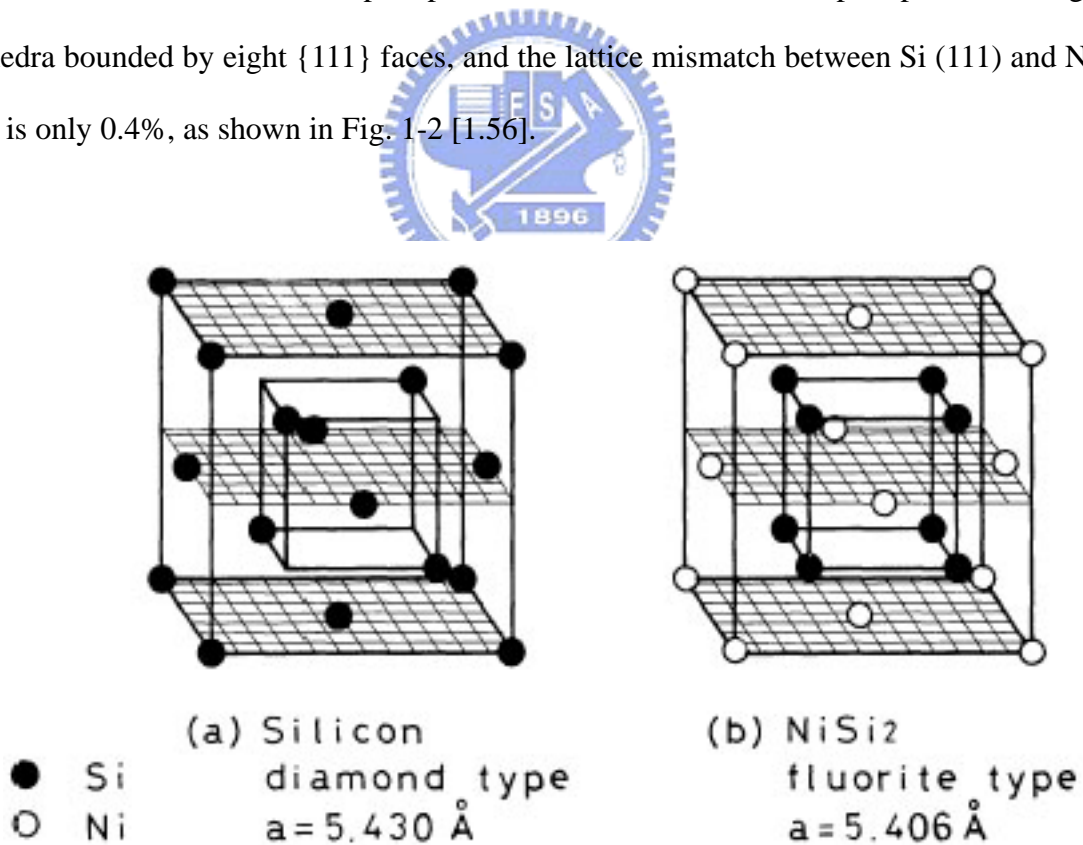 edra bounded by eight {111} faces, and the lattice mismatch between Si (111) and N
is only 0.4%, as shown in Fig. 1-2 [1.56].
E S A
1896
(a) Silicon
diamond type
a=5.430 Å
(b) NiSi2
fluorite type
a=5.406 Å
● Si
○ Ni